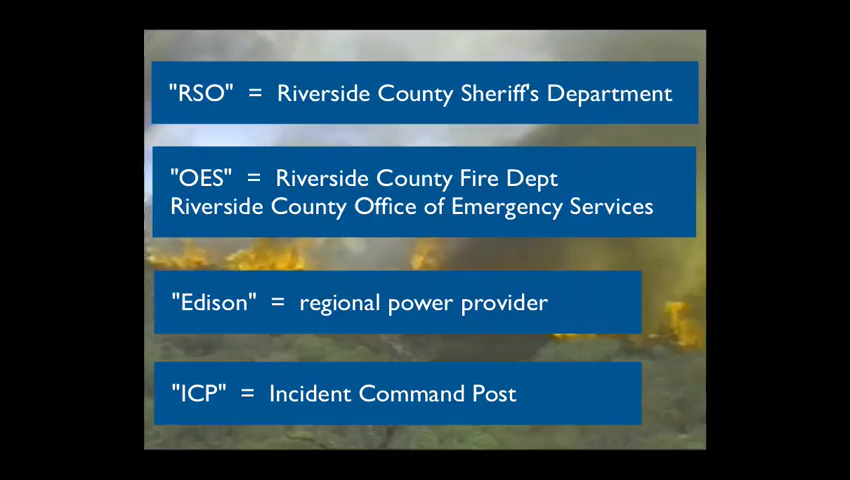 "RSO" = Riverside County Sheriff's Department
"OES" = Riverside County Fire Dept
Riverside County Office of Emergency Services
"Edison" = regional power provider
"ICP" = Incident Command Post